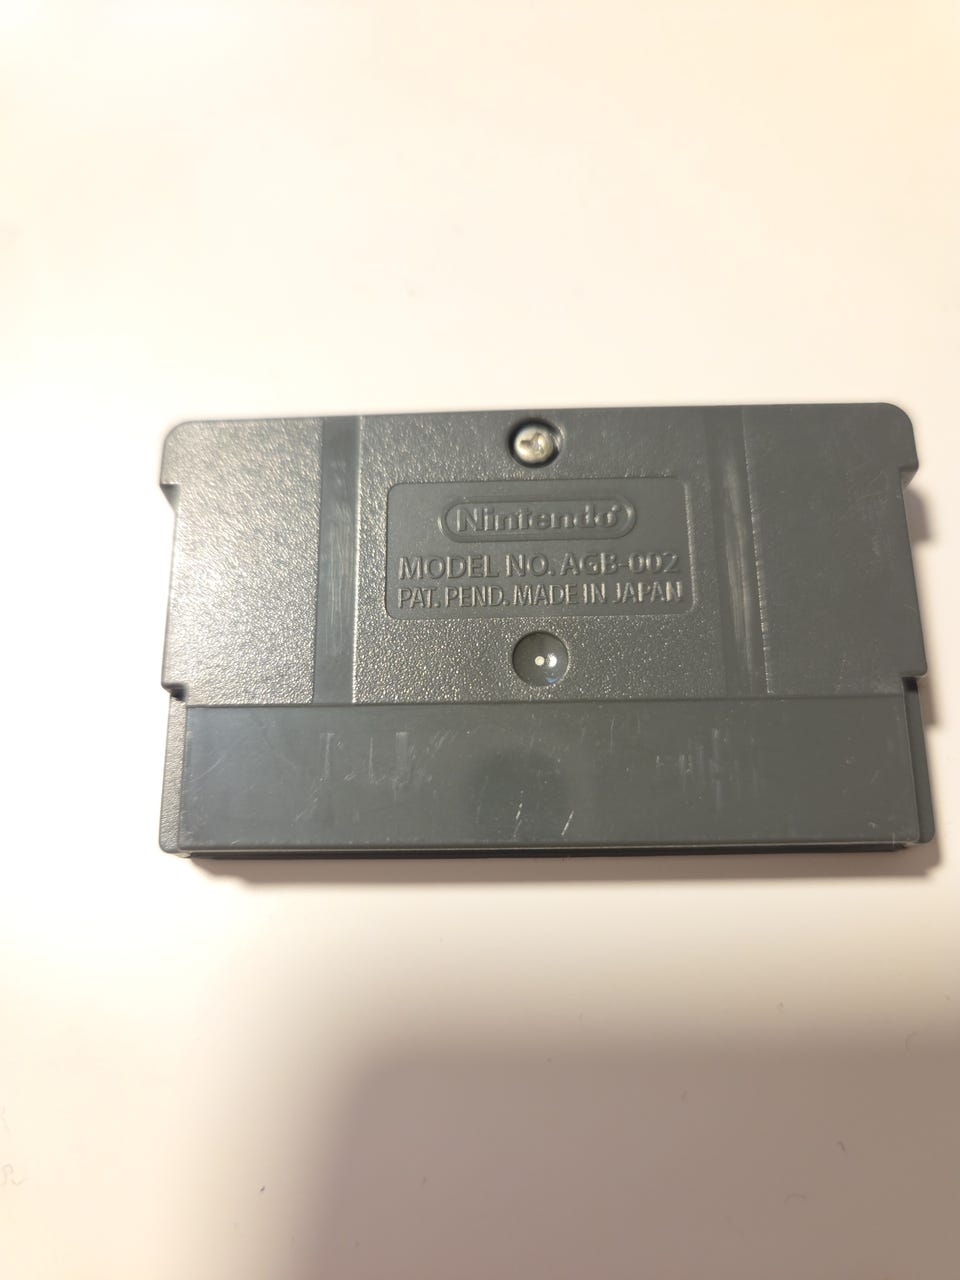 Nintendo®
MODEL NO. AGB-002
PAT. PEND. MADE IN JAPAN